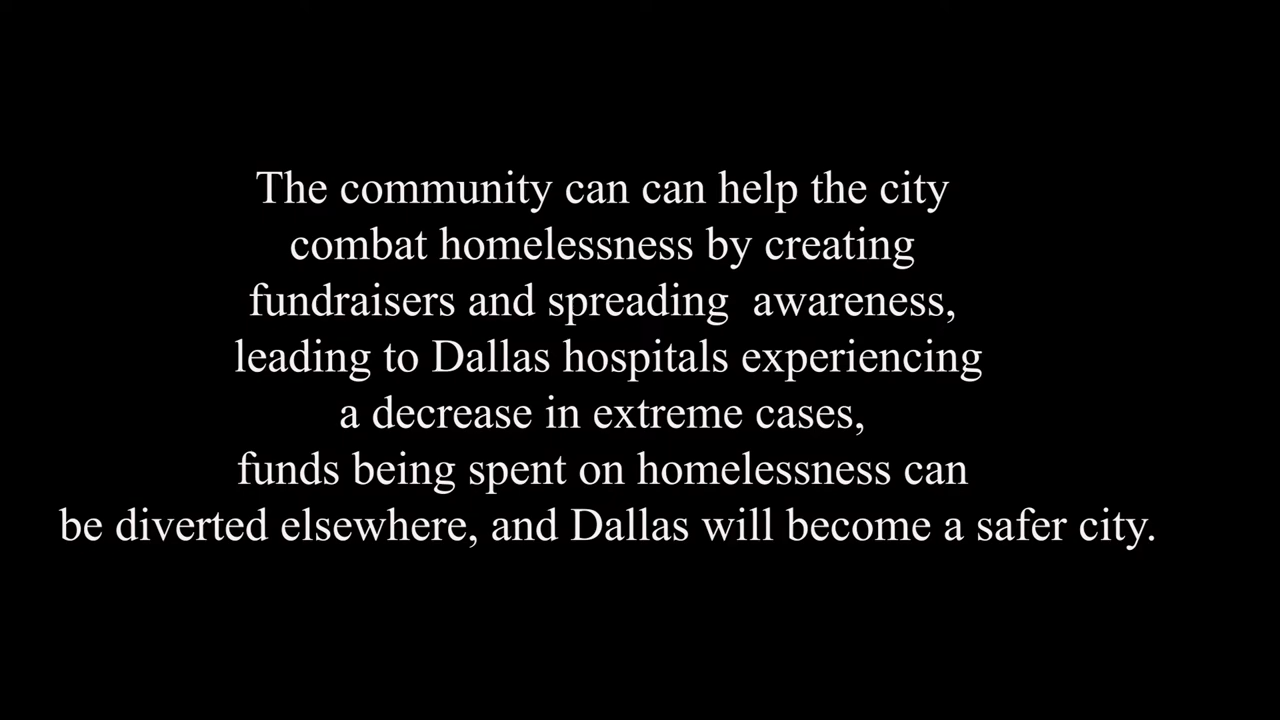 The community can can help the city
combat homelessness by creating
fundraisers and spreading  awareness,
leading to Dallas hospitals experiencing
a decrease in extreme cases,
funds being spent on homelessness can
be diverted elsewhere, and Dallas will become a safer city.